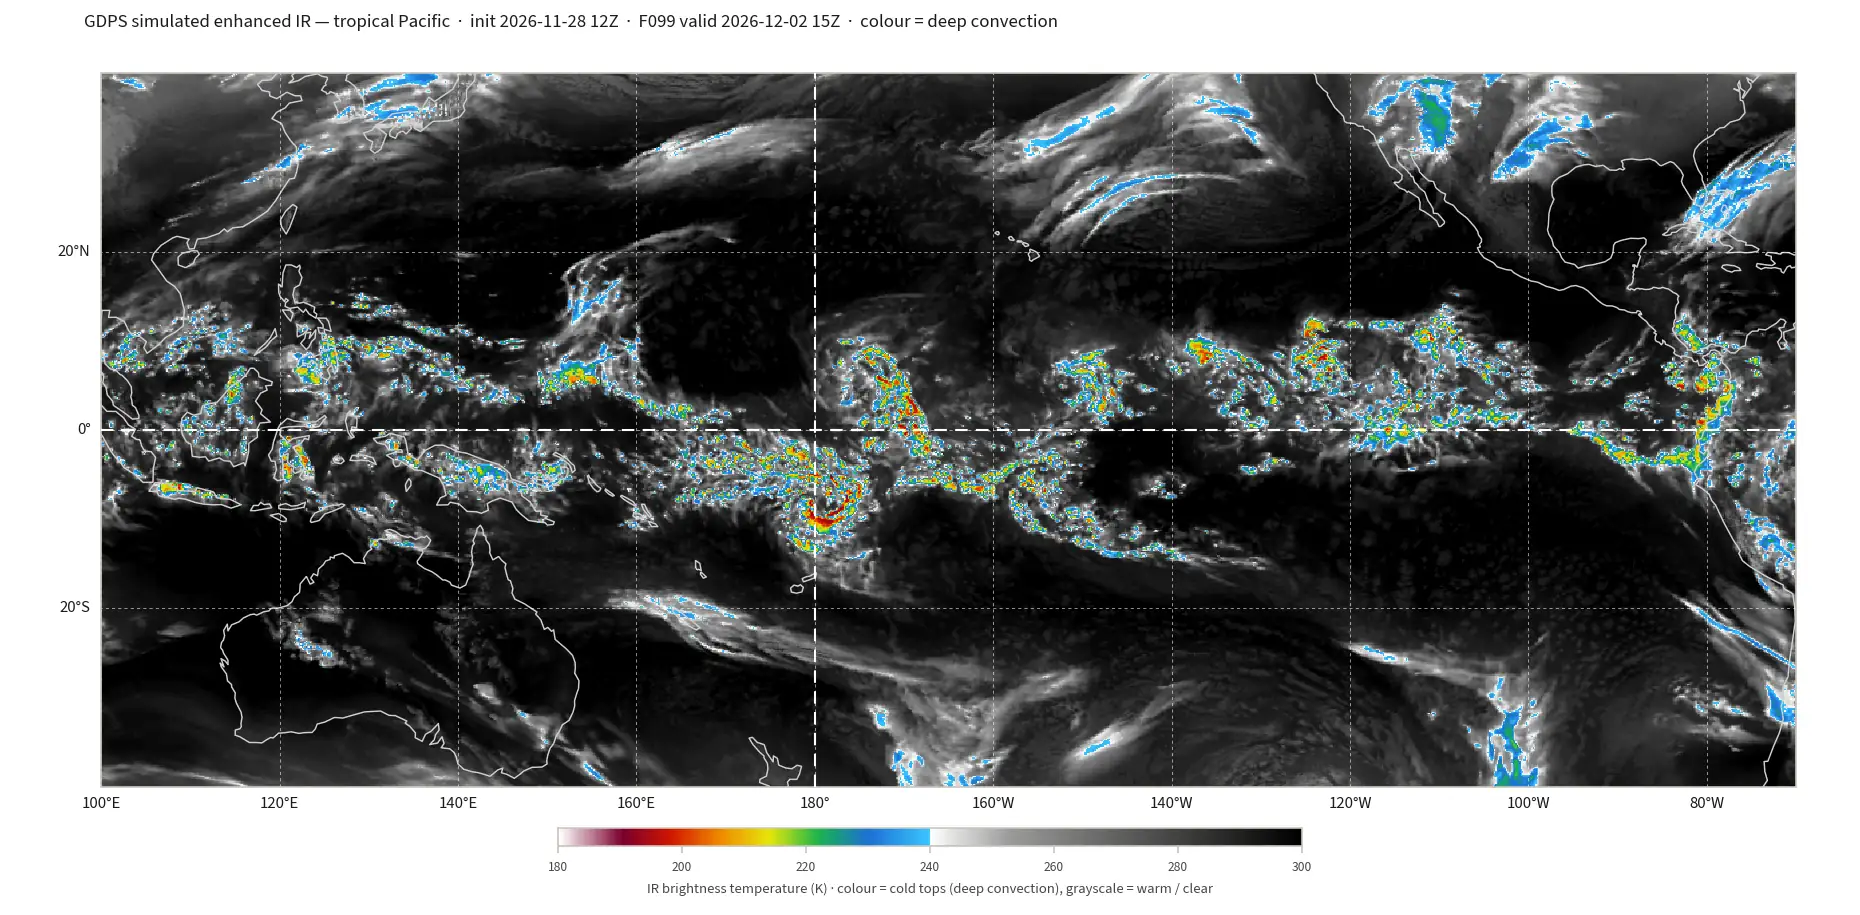 GDPS simulated enhanced IR — tropical Pacific · init 2026-11-28 12Z · F099 valid 2026-12-02 15Z · colour = deep convection
20°N
0°
20°S
100°E 120°E 140°E 160°E 180° 160°W 140°W 120°W 100°W 80°W
180 200 220 240 260 280 300
IR brightness temperature (K) · colour = cold tops (deep convection), grayscale = warm / clear